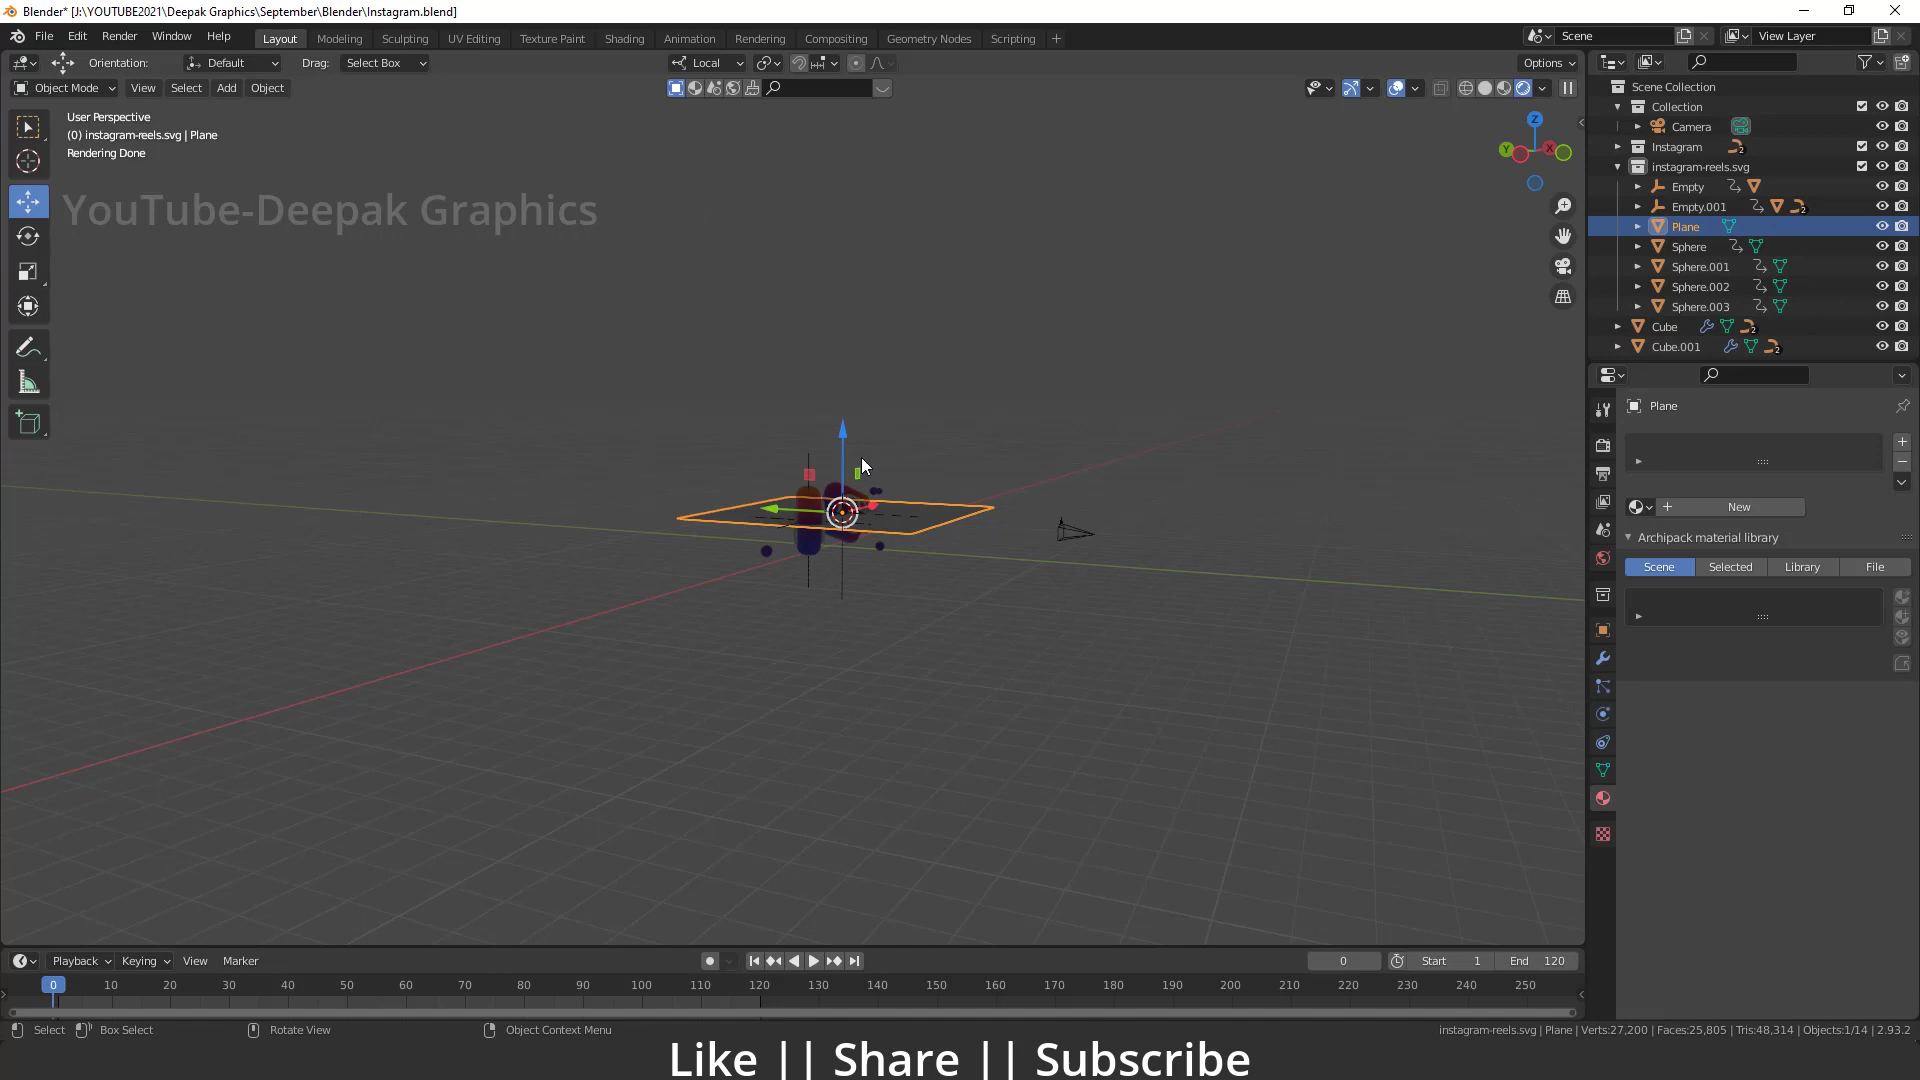 Blender* [J:\YOUTUBE2021\Deepak Graphics\September\Blender\Instagram.blend]
File Edit Render Window Help Layout Modeling Sculpting UV Editing Texture Paint Shading Animation Rendering Compositing Geometry Nodes Scripting + Scene View Layer
Orientation: Default Drag: Select Box Local Options
Object Mode View Select Add Object
User Perspective
(0) instagram-reels.svg | Plane
Rendering Done
YouTube-Deepak Graphics
Z
Y
X
Scene Collection
Collection
Camera
Instagram 2
instagram-reels.svg
Empty
Empty.001 2
Plane
Sphere
Sphere.001
Sphere.002
Sphere.003
Cube 2
Cube.001 2
Plane
New
Archipack material library
Scene Selected Library File
Playback Keying View Marker 0 Start 1 End 120
0 10 20 30 40 50 60 70 80 90 100 110 120 130 140 150 160 170 180 190 200 210 220 230 240 250
Select Box Select Rotate View Object Context Menu instagram-reels.svg | Plane | Verts:27,200 | Faces:25,805 | Tris:48,314 | Objects:1/14 | 2.93.2
Like || Share || Subscribe